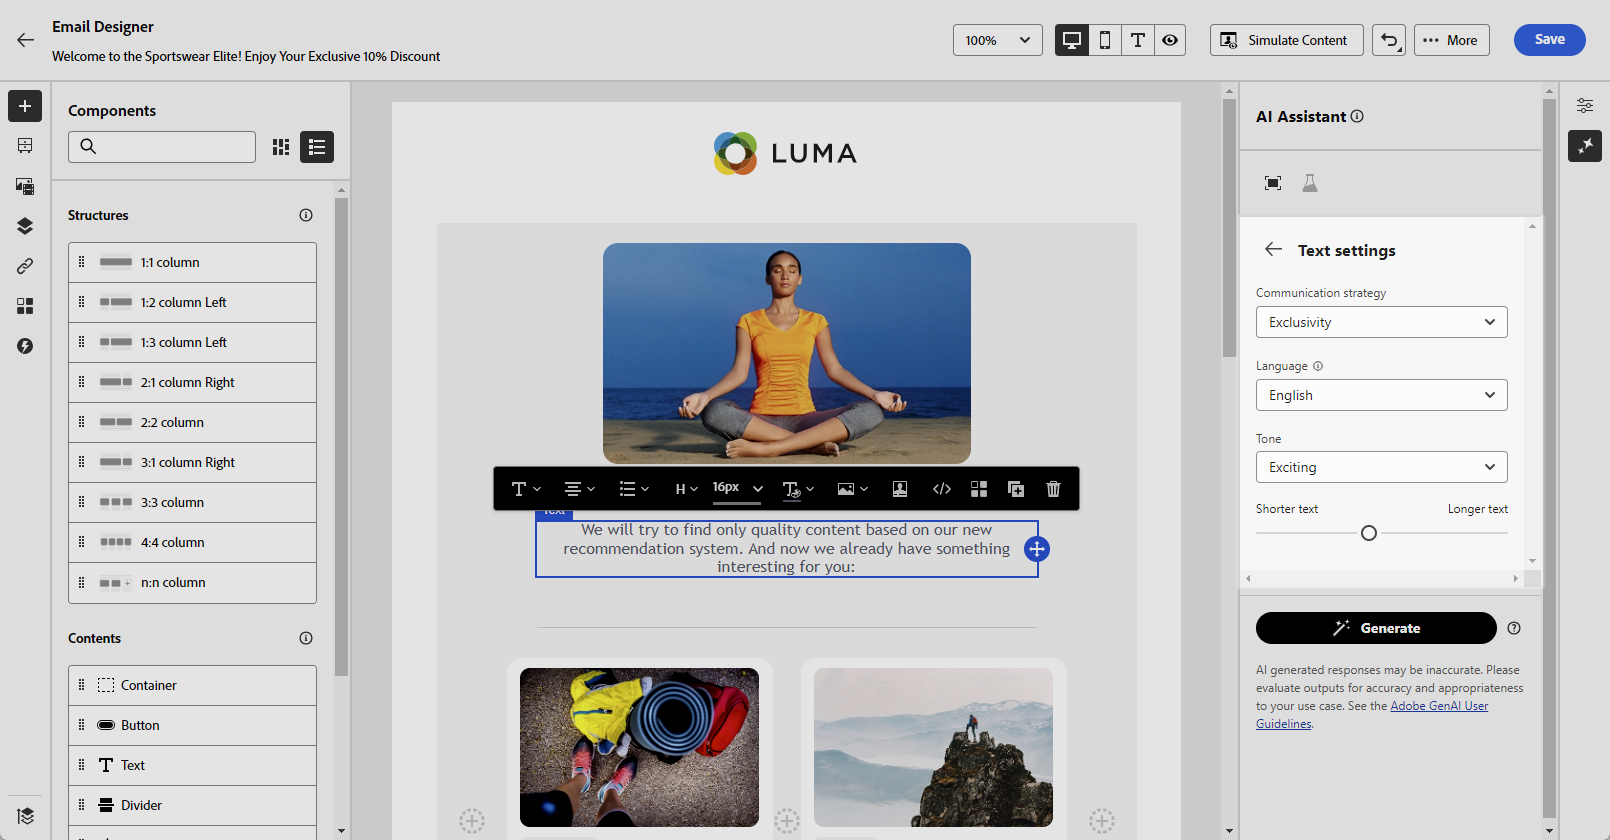 Email Designer
Welcome to the Sportswear Elite! Enjoy Your Exclusive 10% Discount
100%
Simulate Content
More
Save
Components
Structures
1:1 column
1:2 column Left
1:3 column Left
2:1 column Right
2:2 column
3:1 column Right
3:3 column
4:4 column
n:n column
Contents
Container
Button
Text
Divider
LUMA
H
16px
Text
We will try to find only quality content based on our new
recommendation system. And now we already have something
interesting for you:
AI Assistant
Text settings
Communication strategy
Exclusivity
Language
English
Tone
Exciting
Shorter text
Longer text
Generate
AI generated responses may be inaccurate. Please
evaluate outputs for accuracy and appropriateness
to your use case. See the Adobe GenAI User
Guidelines.